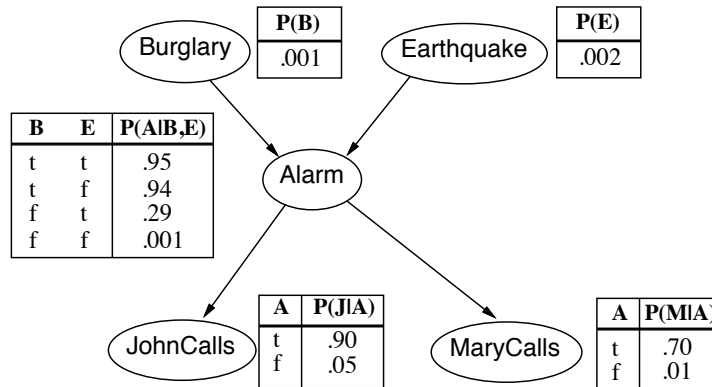 Burglary
P(B)
.001
Earthquake
P(E)
.002
B E P(A|B,E)
t t .95
t f .94
f t .29
f f .001
Alarm
JohnCalls
A P(J|A)
t .90
f .05
MaryCalls
A P(M|A)
t .70
f .01